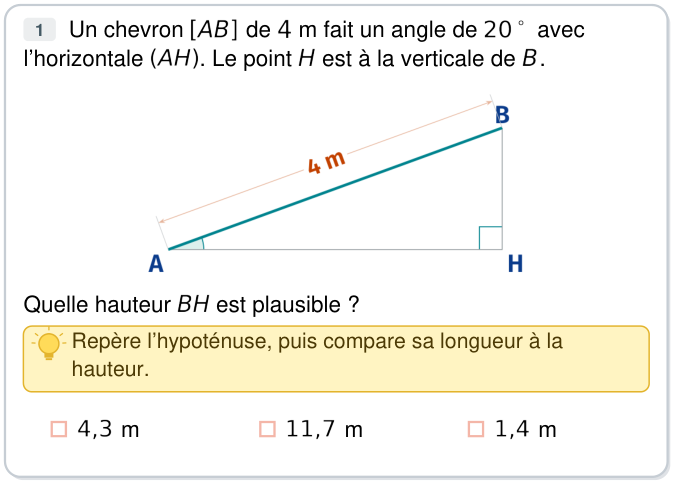 1 Un chevron [AB] de 4 m fait un angle de 20° avec
l'horizontale (AH). Le point H est à la verticale de B.
B
4 m
A
H
Quelle hauteur BH est plausible ?
Repère l'hypoténuse, puis compare sa longueur à la
hauteur.
4,3 m 11,7 m 1,4 m